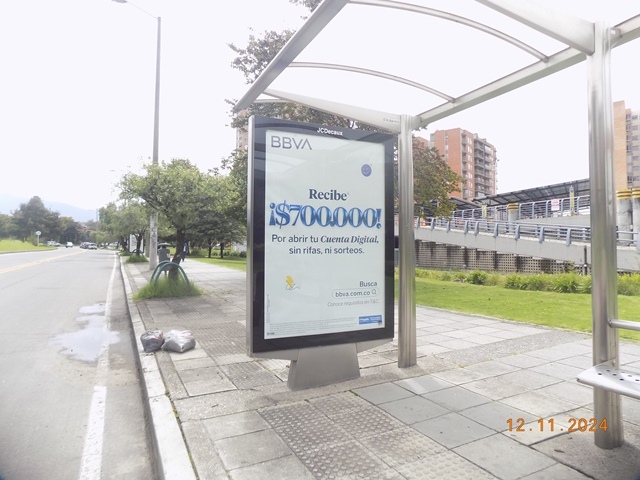 JCDecaux
BBVA
Recibe
¡$700.000!
Por abrir tu Cuenta Digital,
sin rifas, ni sorteos.
Busca
bbva.com.co
12.11.2024